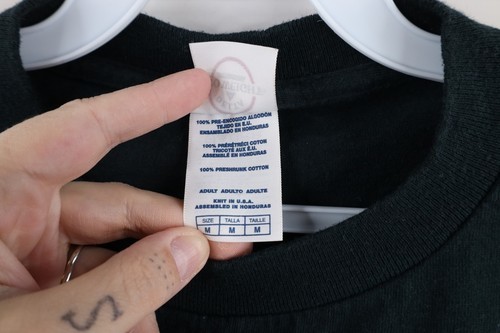 100% PRE-ENCOGIDO ALGODÓN
TEJIDO EN E.U.
ENSAMBLADO EN HONDURAS
100% PRÉRÉTRÉCI COTON
TRICOTÉ AUX É.U.
ASSEMBLÉ EN HONDURAS
100% PRESHRUNK COTTON
ADULT ADULTO ADULTE
KNIT IN U.S.A.
ASSEMBLED IN HONDURAS
SIZE TALLA TAILLE
M M M
S